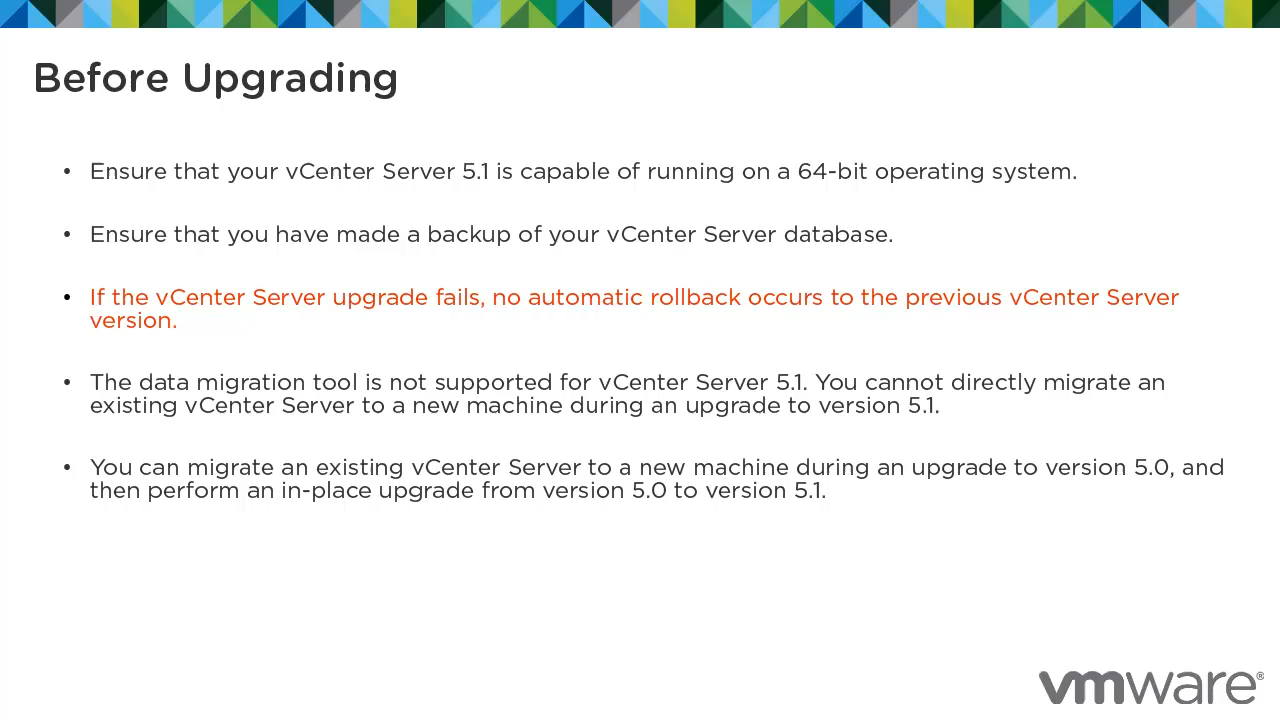 Before Upgrading
• Ensure that your vCenter Server 5.1 is capable of running on a 64-bit operating system.
• Ensure that you have made a backup of your vCenter Server database.
• If the vCenter Server upgrade fails, no automatic rollback occurs to the previous vCenter Server
version.
• The data migration tool is not supported for vCenter Server 5.1. You cannot directly migrate an
existing vCenter Server to a new machine during an upgrade to version 5.1.
• You can migrate an existing vCenter Server to a new machine during an upgrade to version 5.0, and
then perform an in-place upgrade from version 5.0 to version 5.1.
vmware®